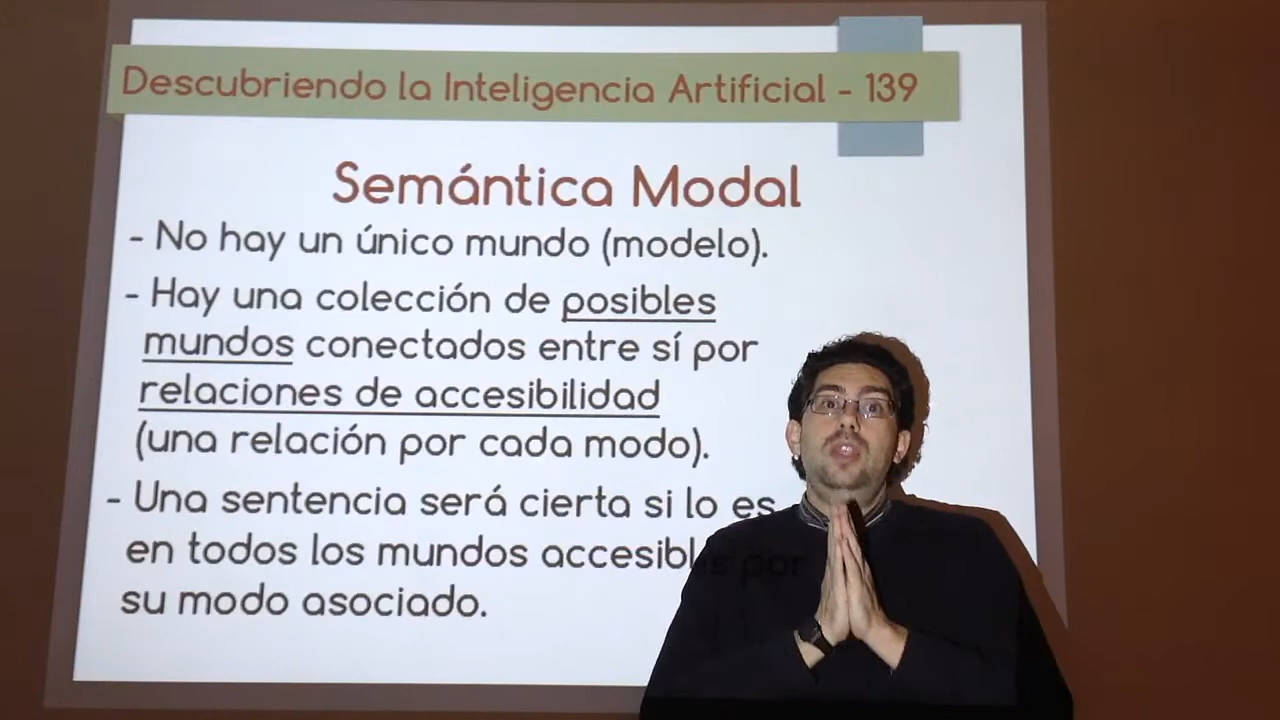 Descubriendo la Inteligencia Artificial - 139
Semántica Modal
- No hay un único mundo (modelo).
- Hay una colección de posibles
mundos conectados entre sí por
relaciones de accesibilidad
(una relación por cada modo).
- Una sentencia será cierta si lo es
en todos los mundos accesibles por
su modo asociado.